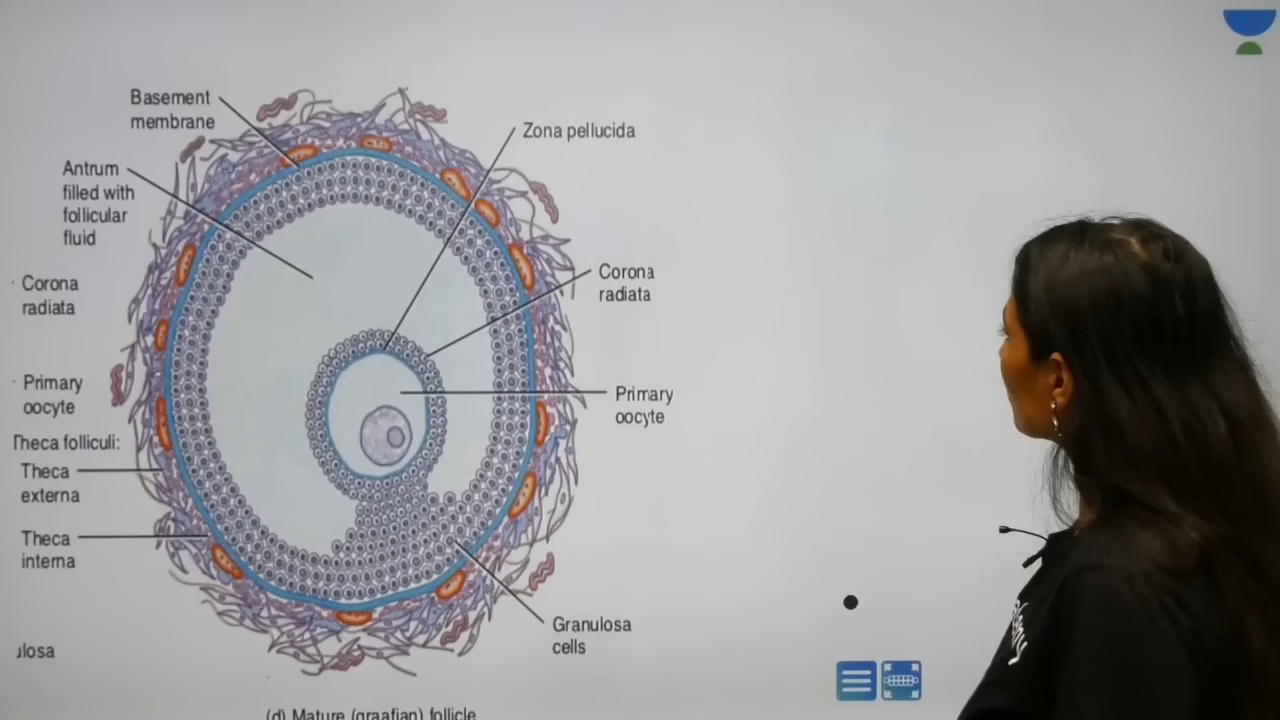 Basement
membrane
Zona pellucida
Antrum
filled with
follicular
fluid
Corona
radiata
Corona
radiata
Primary
oocyte
Primary
oocyte
Theca folliculi:
Theca
externa
Theca
interna
Granulosa
cells
(d) Mature (graafian) follicle